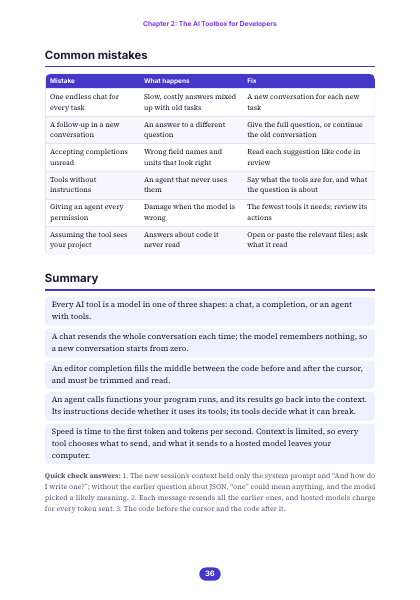 Chapter 2: The AI Toolbox for Developers
Common mistakes
Mistake What happens Fix
One endless chat for Slow, costly answers mixed A new conversation for each new
every task up with old tasks task
A follow-up in a new An answer to a different Give the full question, or continue
conversation question the old conversation
Accepting completions Wrong field names and Read each suggestion like code in
unread units that look right review
Tools without An agent that never uses Say what the tools are for, and what
instructions them the question is about
Giving an agent every Damage when the model is The fewest tools it needs; review its
permission wrong actions
Assuming the tool sees Answers about code it Open or paste the relevant files; ask
your project never read what it read
Summary
Every AI tool is a model in one of three shapes: a chat, a completion, or an agent
with tools.
A chat resends the whole conversation each time; the model remembers nothing, so
a new conversation starts from zero.
An editor completion fills the middle between the code before and after the cursor,
and must be trimmed and read.
An agent calls functions your program runs, and its results go back into the context.
Its instructions decide whether it uses its tools; its tools decide what it can break.
Speed is time to the first token and tokens per second. Context is limited, so every
tool chooses what to send, and what it sends to a hosted model leaves your
computer.
Quick check answers: 1. The new session's context held only the system prompt and “And how do
I write one?”; without the earlier question about JSON, “one” could mean anything, and the model
picked a likely meaning. 2. Each message resends all the earlier ones, and hosted models charge
for every token sent. 3. The code before the cursor and the code after it.
36